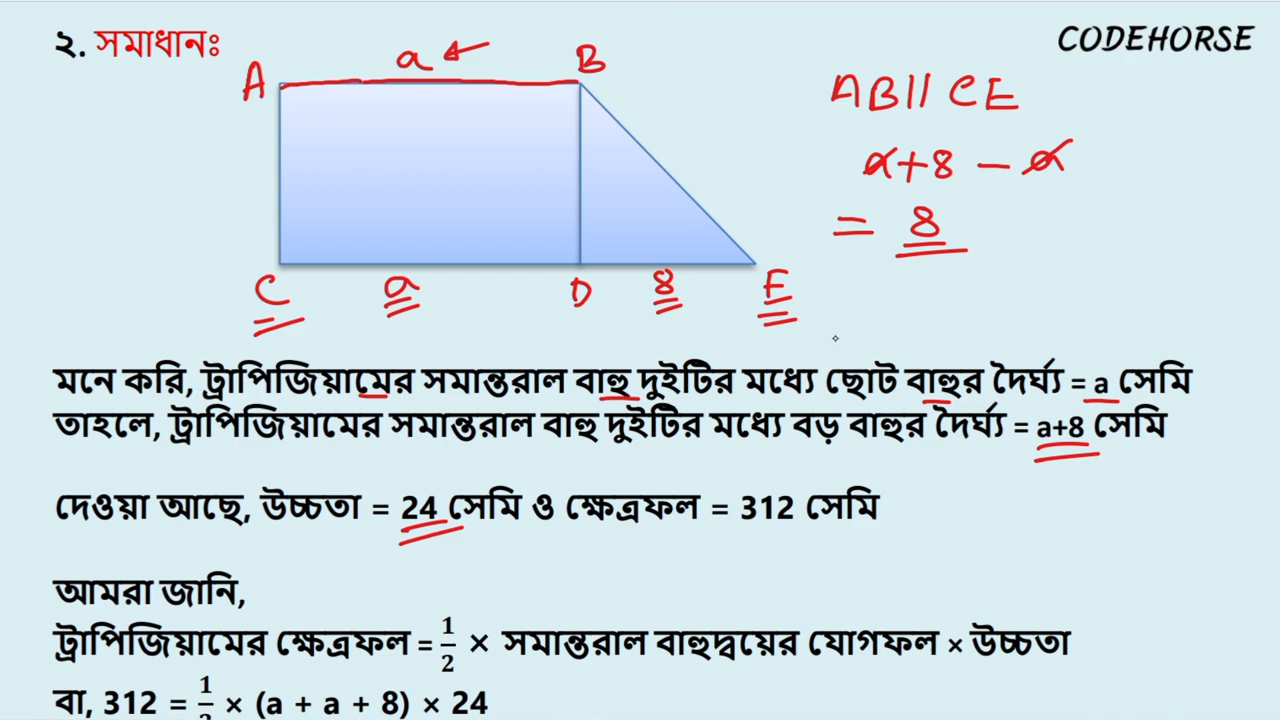 ২. সমাধানঃ
CODEHORSE
a
A
B
AB || CE
a+8 - a
= 8
C
a
D
8
E
মনে করি, ট্রাপিজিয়ামের সমান্তরাল বাহু দুইটির মধ্যে ছোট বাহুর দৈর্ঘ্য = a সেমি
তাহলে, ট্রাপিজিয়ামের সমান্তরাল বাহু দুইটির মধ্যে বড় বাহুর দৈর্ঘ্য = a+8 সেমি
দেওয়া আছে, উচ্চতা = 24 সেমি ও ক্ষেত্রফল = 312 সেমি
আমরা জানি,
ট্রাপিজিয়ামের ক্ষেত্রফল = 1/2 × সমান্তরাল বাহুদ্বয়ের যোগফল × উচ্চতা
বা, 312 = 1/2 × (a + a + 8) × 24